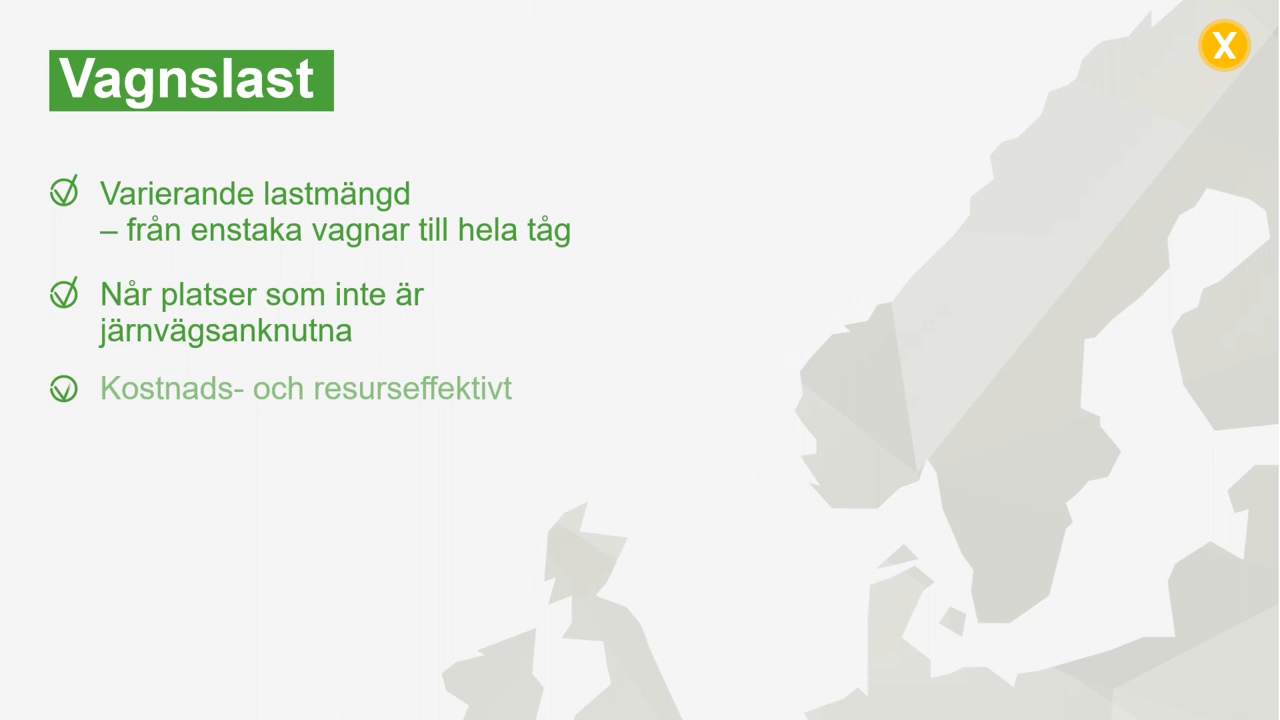 Vagnslast
X
Varierande lastmängd
– från enstaka vagnar till hela tåg
Når platser som inte är
järnvägsanknutna
Kostnads- och resurseffektivt